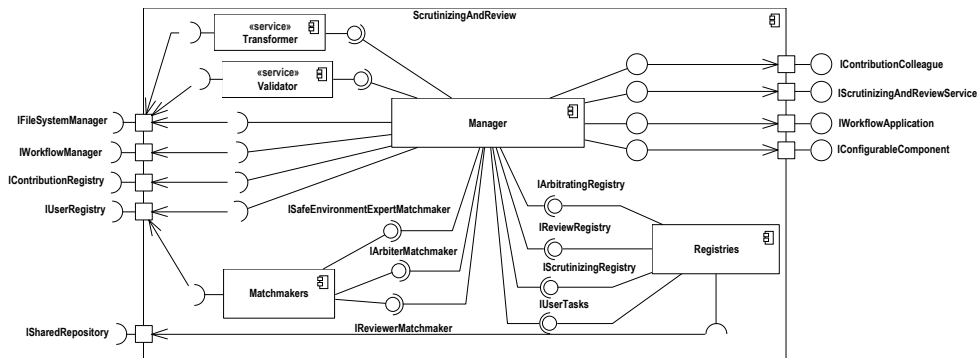 ScrutinizingAndReview
«service»
Transformer
«service»
Validator
Manager
IContributionColleague
IScrutinizingAndReviewService
IWorkflowApplication
IConfigurableComponent
IFileSystemManager
IWorkflowManager
IContributionRegistry
IUserRegistry
ISafeEnvironmentExpertMatchmaker
IArbiterMatchmaker
IReviewerMatchmaker
Matchmakers
IArbitratingRegistry
IReviewRegistry
IScrutinizingRegistry
IUserTasks
Registries
ISharedRepository